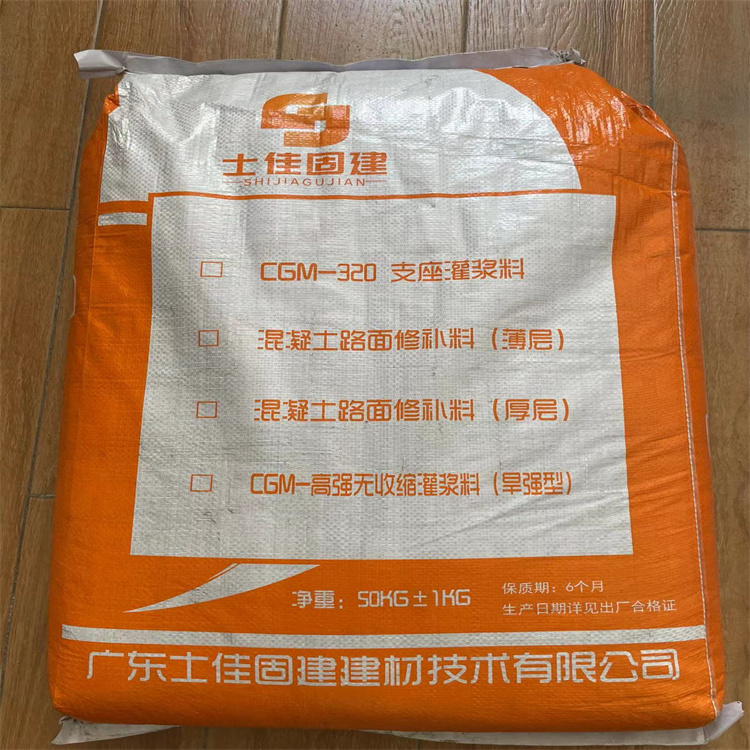 士佳固建
SHIJIAGUJIAN
CGM-320 支座灌浆料
混凝土路面修补料（薄层）
混凝土路面修补料（厚层）
CGM-高强无收缩灌浆料（旱强型）
净重：50KG±1KG
保质期：6个月
生产日期详见出厂合格证
广东士佳固建建材技术有限公司